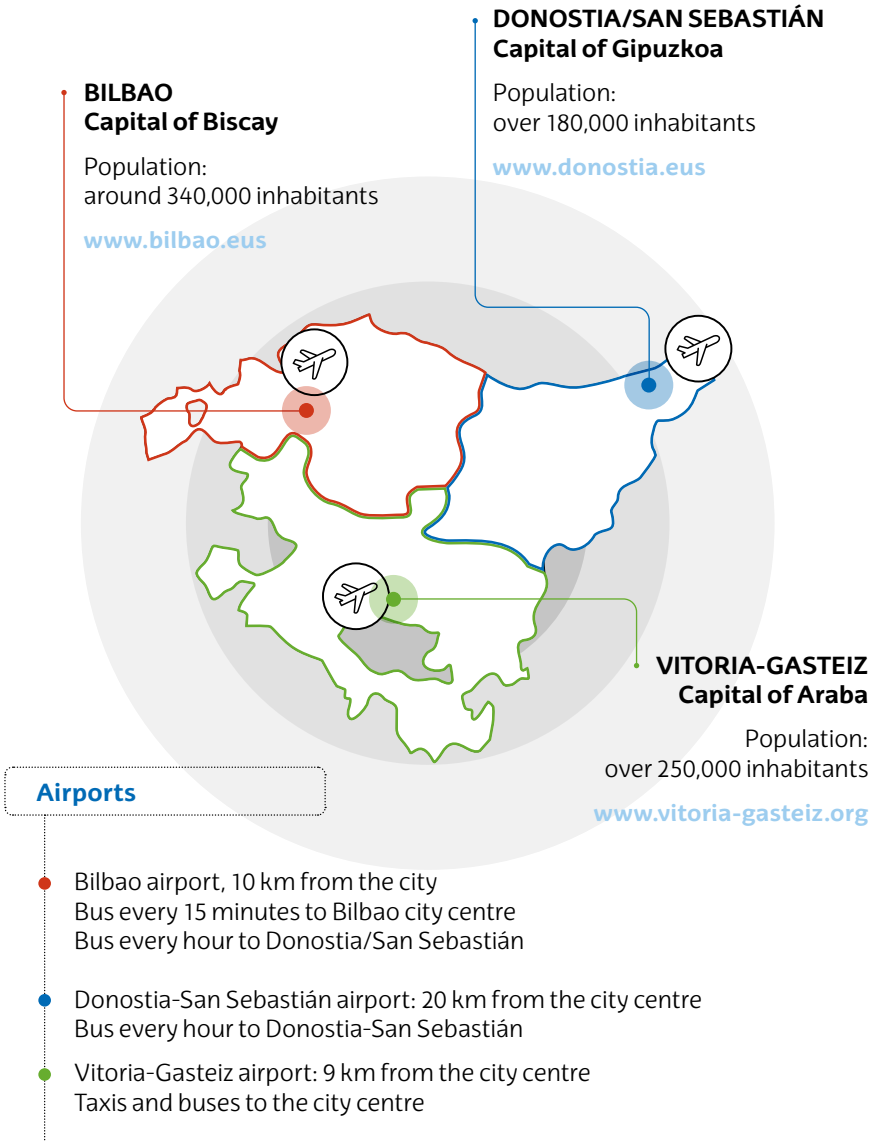 DONOSTIA/SAN SEBASTIÁN
Capital of Gipuzkoa
Population:
over 180,000 inhabitants
www.donostia.eus
BILBAO
Capital of Biscay
Population:
around 340,000 inhabitants
www.bilbao.eus
VITORIA-GASTEIZ
Capital of Araba
Population:
over 250,000 inhabitants
www.vitoria-gasteiz.org
Airports
Bilbao airport, 10 km from the city
Bus every 15 minutes to Bilbao city centre
Bus every hour to Donostia/San Sebastián
Donostia-San Sebastián airport: 20 km from the city centre
Bus every hour to Donostia-San Sebastián
Vitoria-Gasteiz airport: 9 km from the city centre
Taxis and buses to the city centre